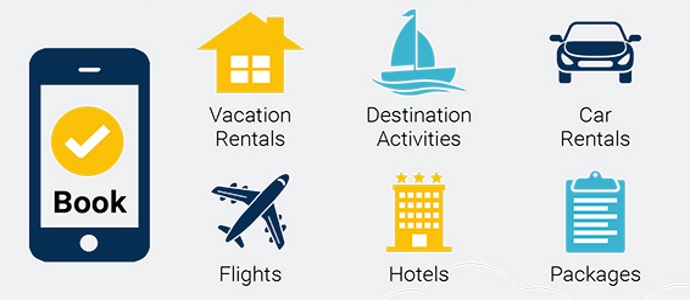 Book
Vacation
Rentals
Destination
Activities
Car
Rentals
Flights
Hotels
Packages